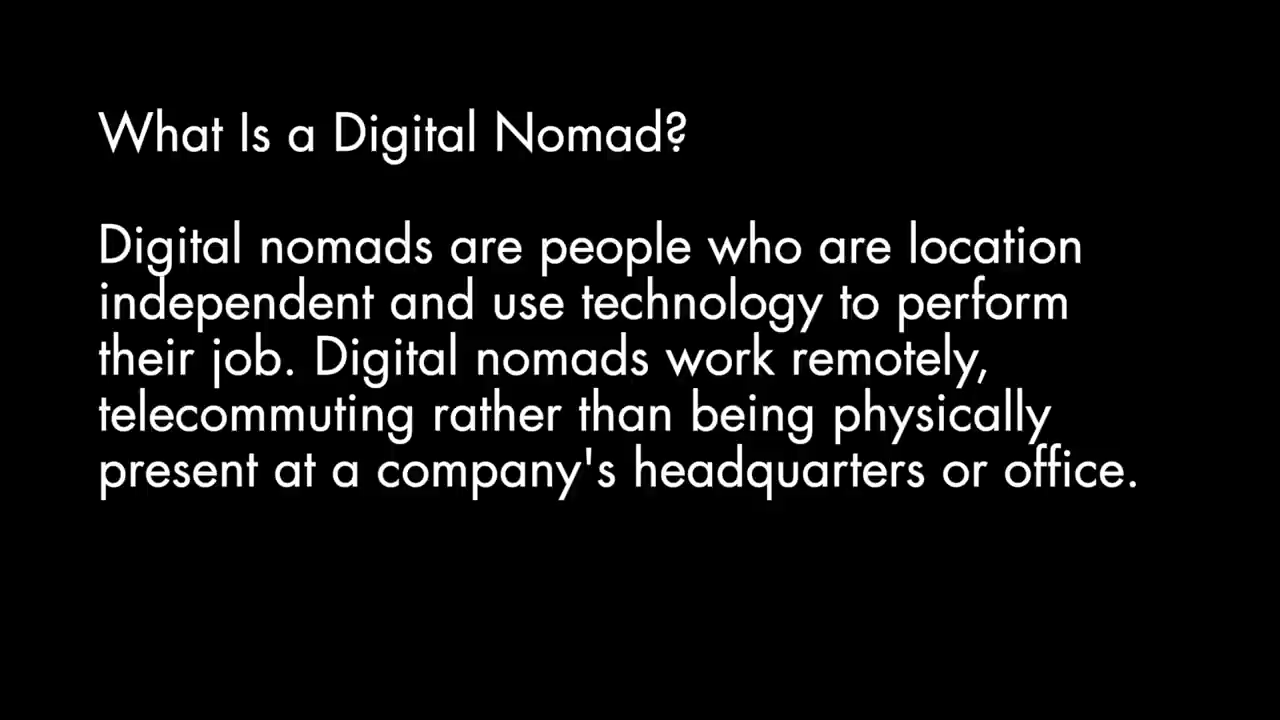 What Is a Digital Nomad?
Digital nomads are people who are location
independent and use technology to perform
their job. Digital nomads work remotely,
telecommuting rather than being physically
present at a company's headquarters or office.